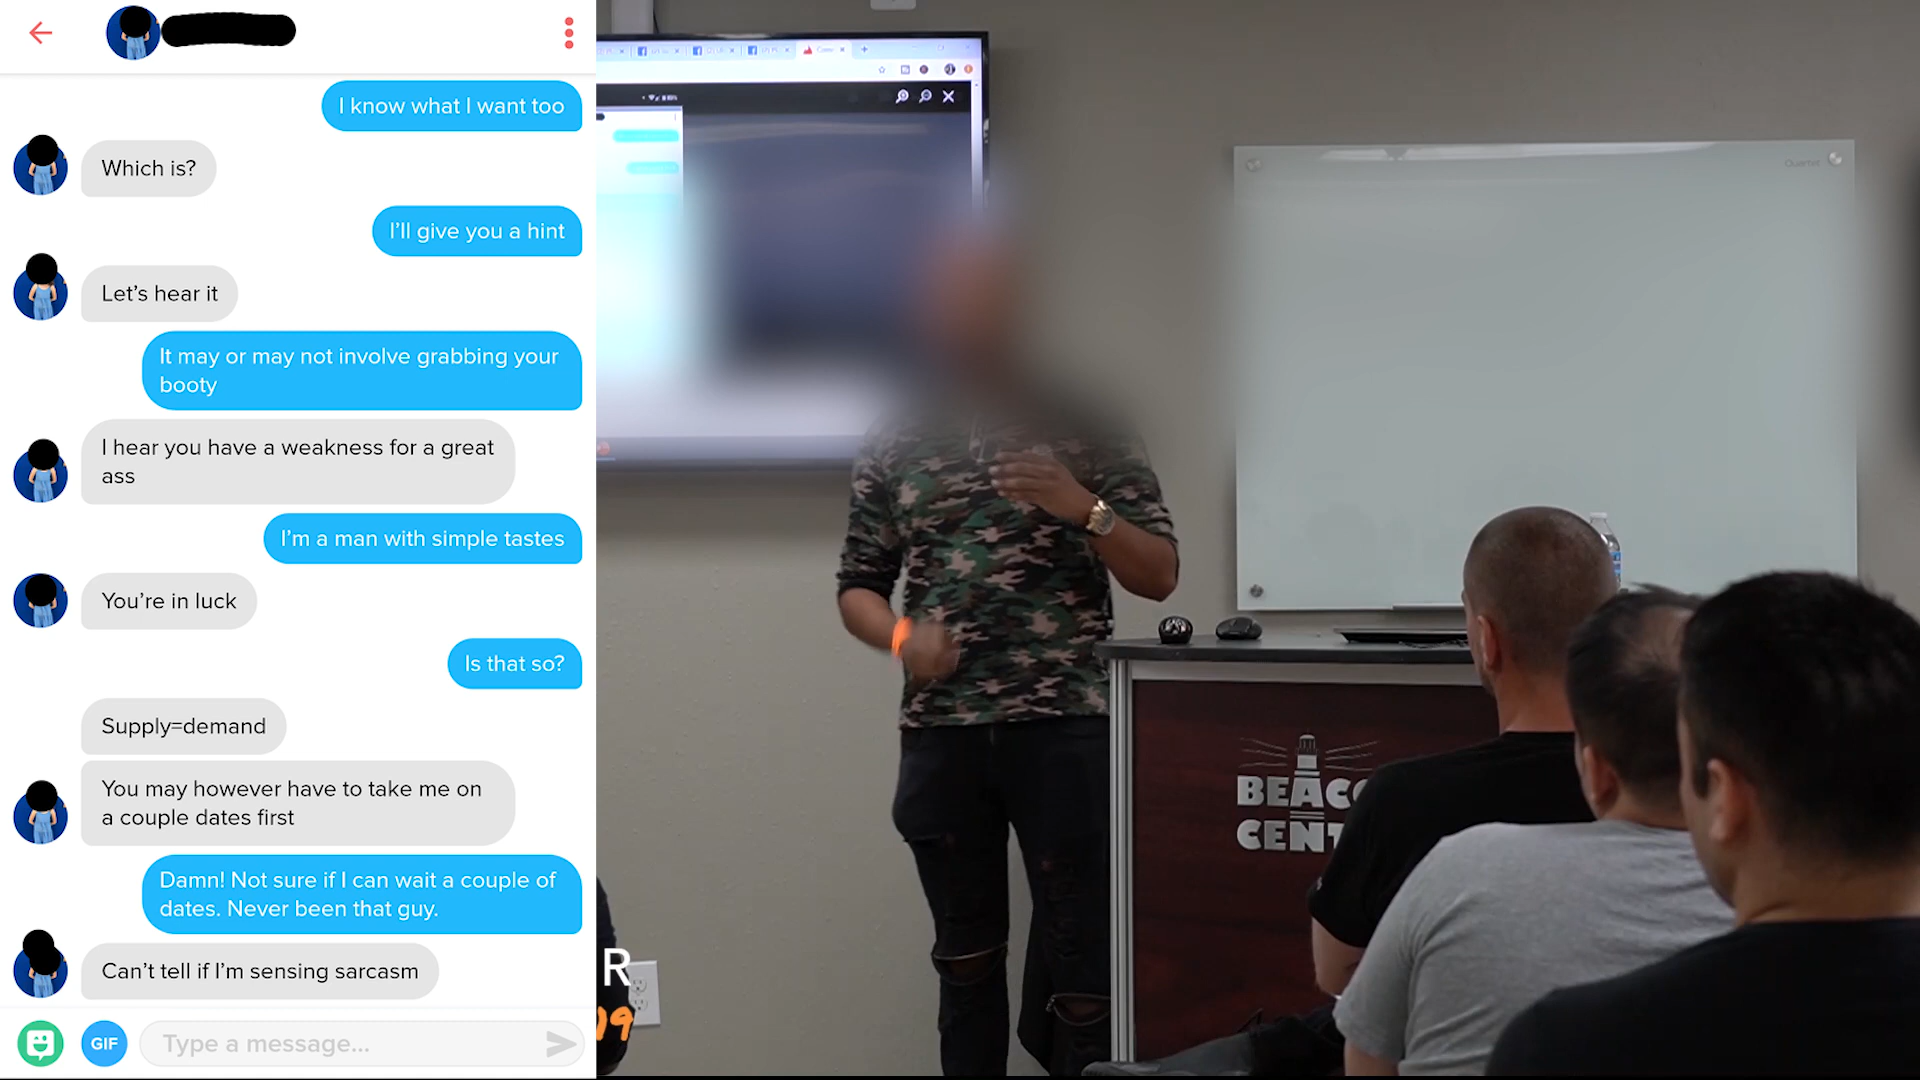 I know what I want too
Which is?
I'll give you a hint
Let's hear it
It may or may not involve grabbing your
booty
I hear you have a weakness for a great
ass
I'm a man with simple tastes
You're in luck
Is that so?
Supply=demand
You may however have to take me on
a couple dates first
Damn! Not sure if I can wait a couple of
dates. Never been that guy.
Can't tell if I'm sensing sarcasm
GIF
Type a message...
Quartet
R
19
BEAC
CENT